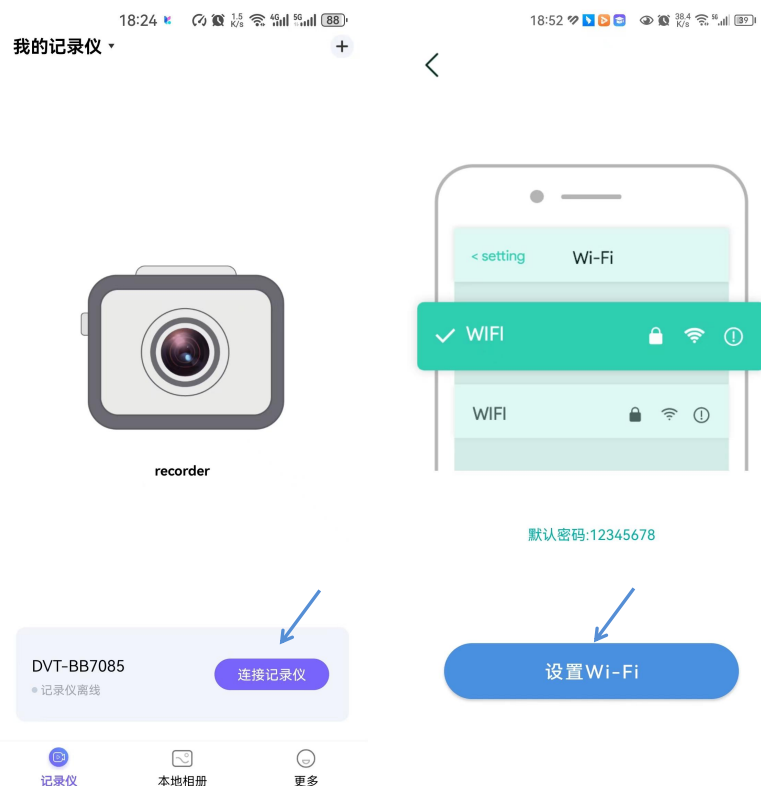 18:24 1.5 K/s 4G 5G 88
我的记录仪
recorder
DVT-BB7085
连接记录仪
记录仪离线
记录仪 本地相册 更多
18:52 38.4 K/s 5G 39
< setting Wi-Fi
WIFI
WIFI
默认密码:12345678
设置Wi-Fi